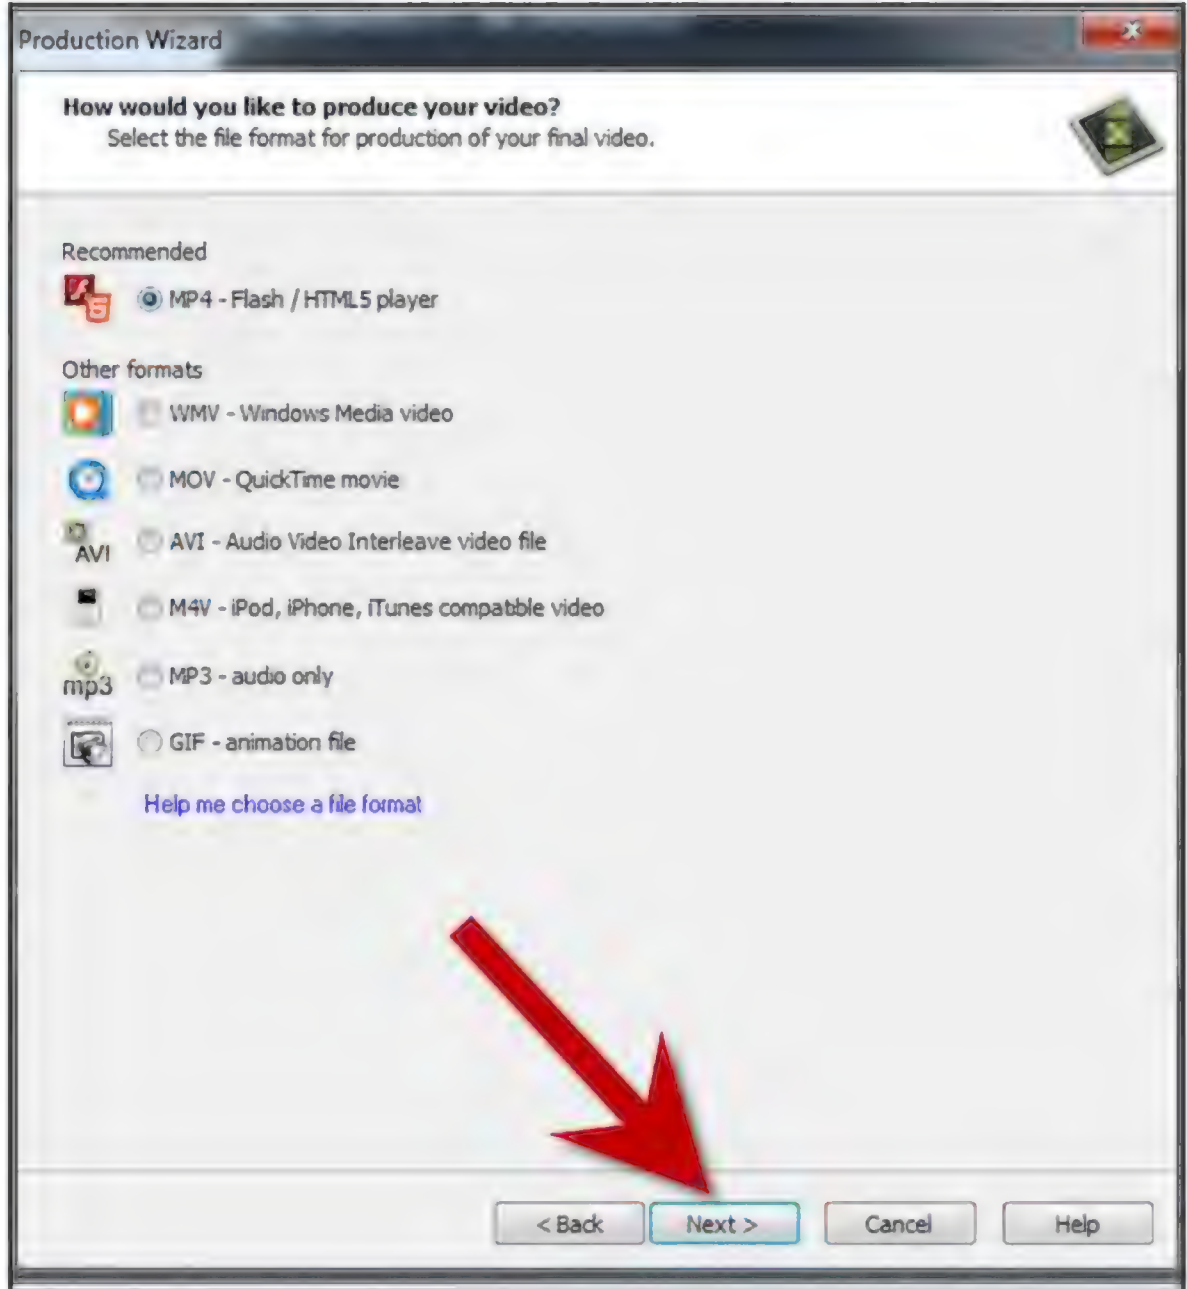 Production Wizard
How would you like to produce your video?
Select the file format for production of your final video.
Recommended
MP4 - Flash / HTML5 player
Other formats
WMV - Windows Media video
MOV - QuickTime movie
AVI
AVI - Audio Video Interleave video file
M4V - iPod, iPhone, iTunes compatible video
mp3
MP3 - audio only
GIF - animation file
Help me choose a file format
< Back
Next >
Cancel
Help